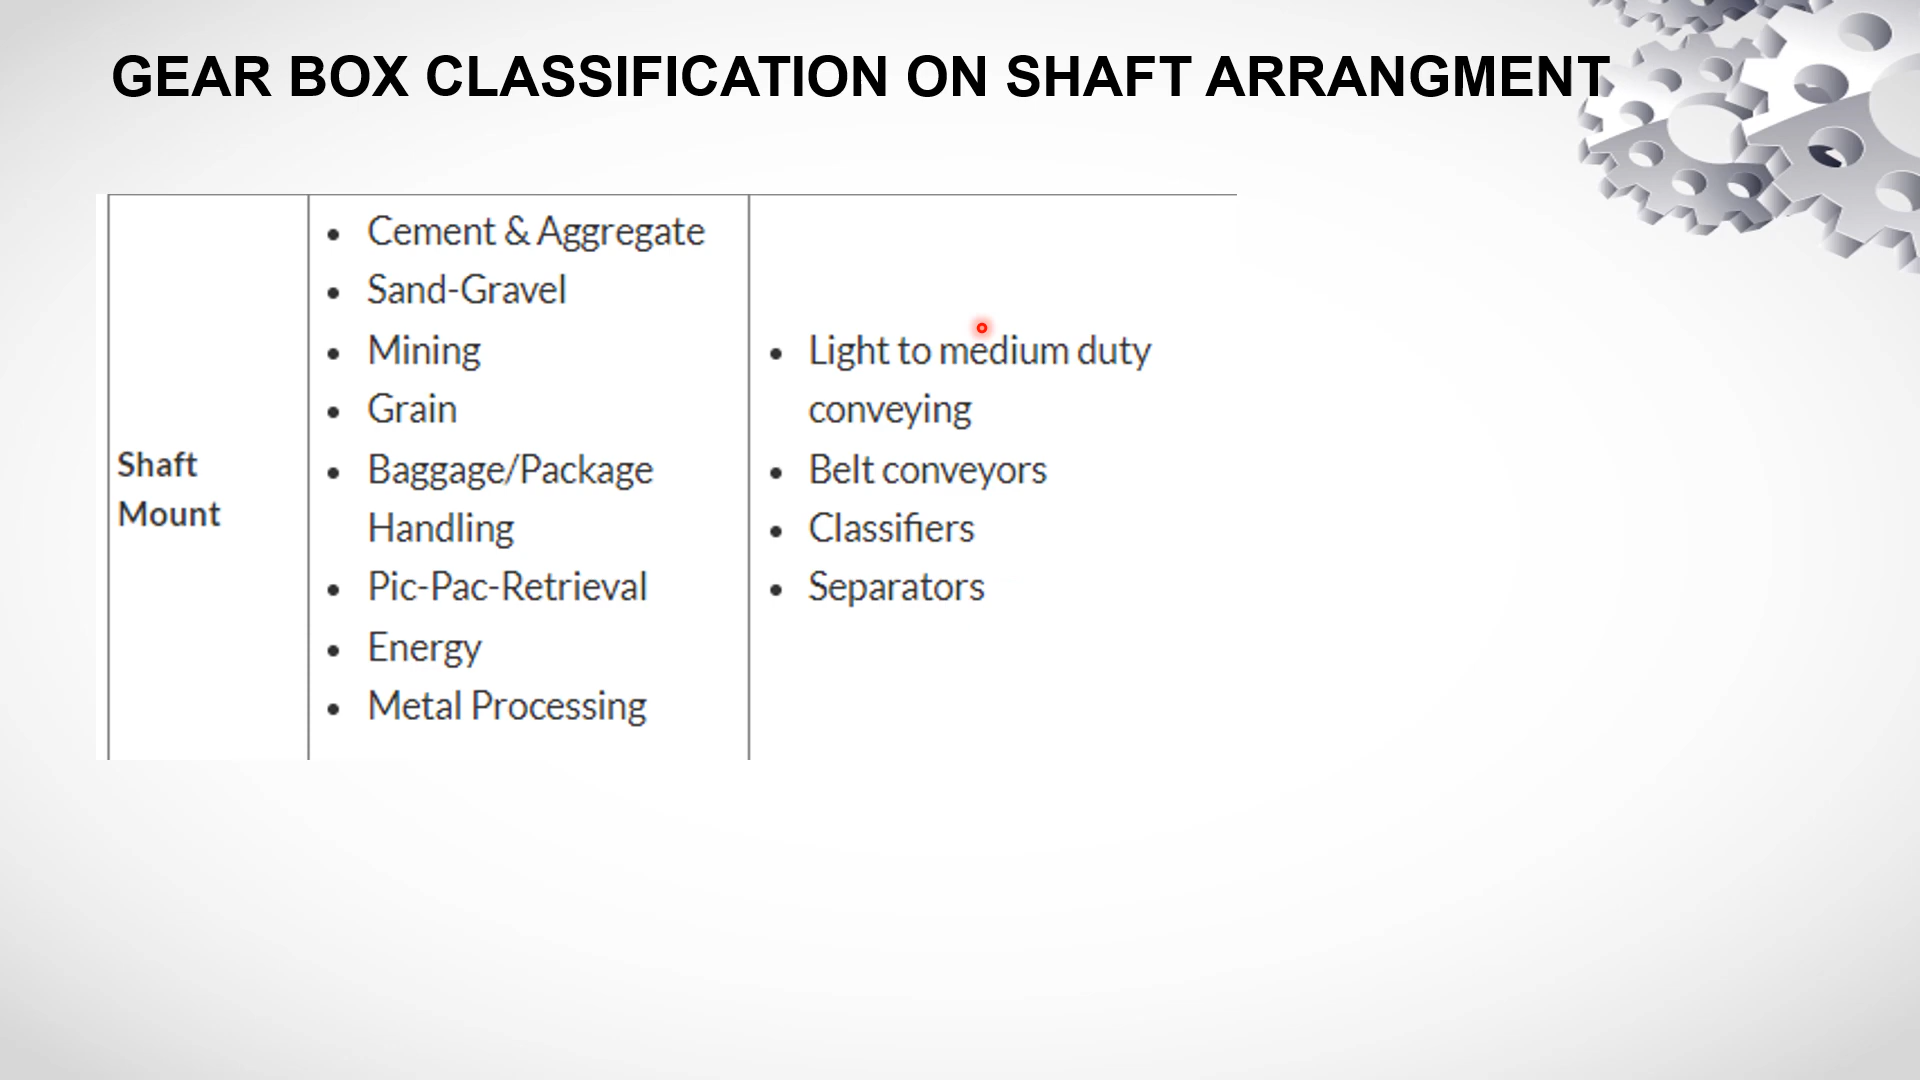 GEAR BOX CLASSIFICATION ON SHAFT ARRANGMENT
Shaft
Mount
• Cement & Aggregate
• Sand-Gravel
• Mining
• Grain
• Baggage/Package
Handling
• Pic-Pac-Retrieval
• Energy
• Metal Processing
• Light to medium duty
conveying
• Belt conveyors
• Classifiers
• Separators